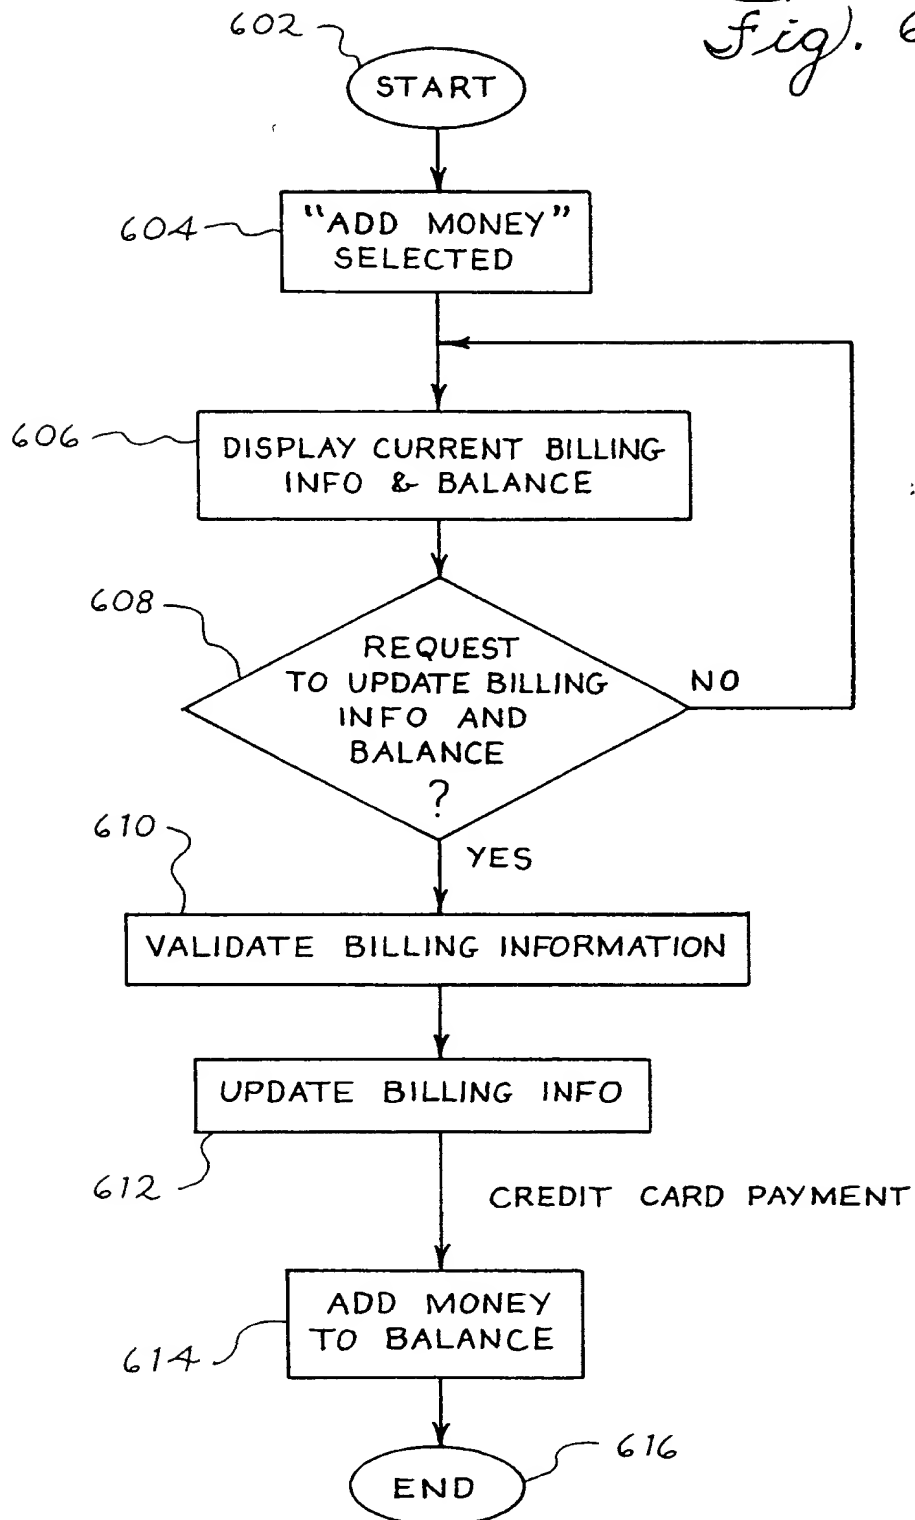 Fig. 6
602
START
604
"ADD MONEY"
SELECTED
606
DISPLAY CURRENT BILLING
INFO & BALANCE
608
REQUEST
TO UPDATE BILLING
INFO AND
BALANCE
?
NO
610
YES
VALIDATE BILLING INFORMATION
UPDATE BILLING INFO
612
CREDIT CARD PAYMENT
ADD MONEY
TO BALANCE
614
616
END